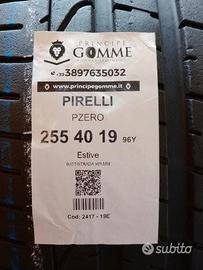 PRINCIPE
GOMME
+39 3897635032
www.principegomme.it
PIRELLI
PZERO
255 40 19 96Y
Estive
Cod: 2417 - 19E
subito